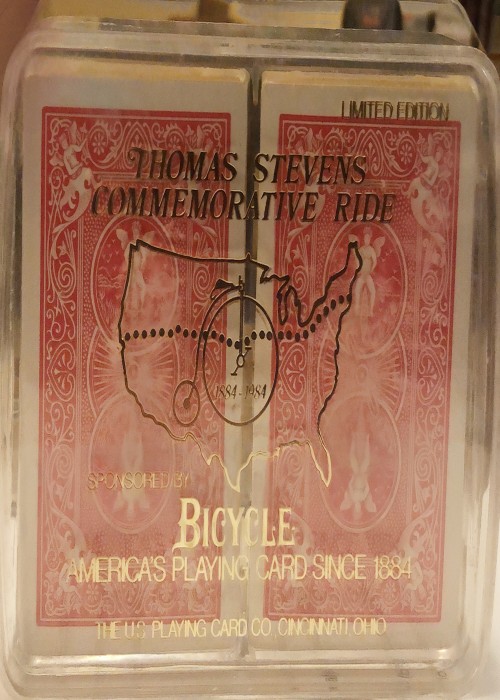 LIMITED EDITION
THOMAS STEVENS
COMMEMORATIVE RIDE
1884-1984
SPONSORED BY
BICYCLE
AMERICA'S PLAYING CARD SINCE 1884
THE U.S. PLAYING CARD CO. CINCINNATI, OHIO